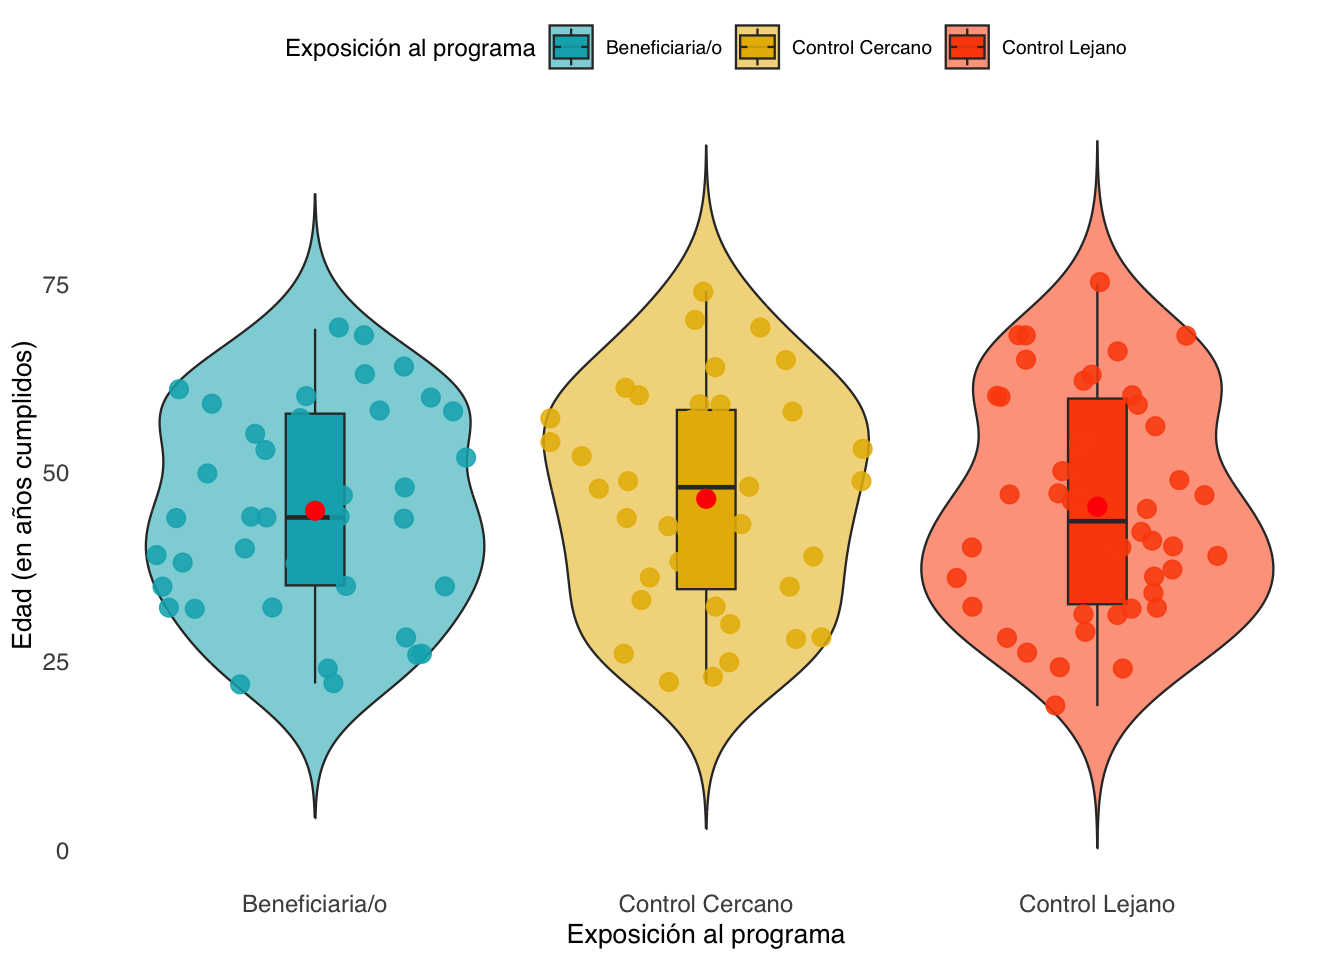 Exposición al programa Beneficiaria/o Control Cercano Control Lejano
Edad (en años cumplidos)
75
50
25
0
Beneficiaria/o Control Cercano Control Lejano
Exposición al programa